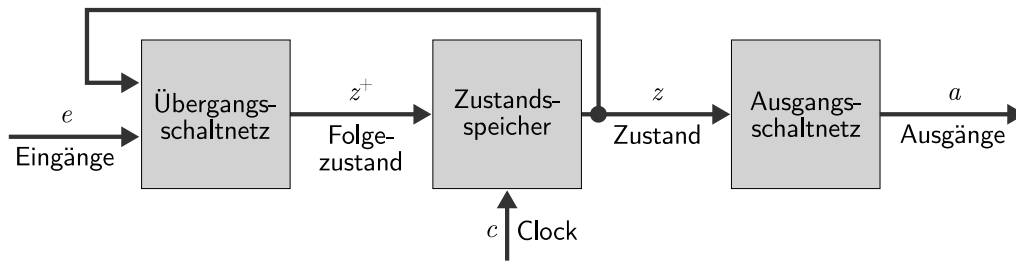 e
Eingänge
Übergangs-
schaltnetz
z+
Folge-
zustand
Zustands-
speicher
c
Clock
z
Zustand
Ausgangs-
schaltnetz
a
Ausgänge